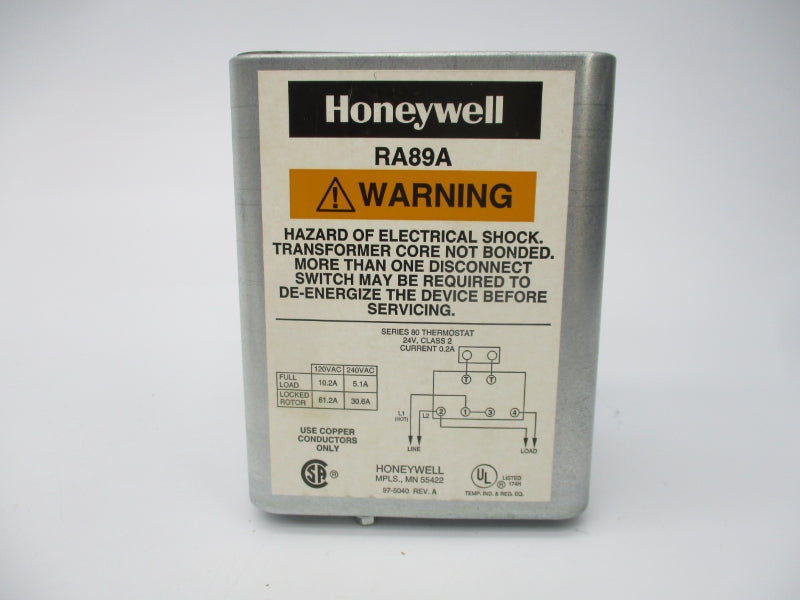 Honeywell
RA89A
WARNING
HAZARD OF ELECTRICAL SHOCK.
TRANSFORMER CORE NOT BONDED.
MORE THAN ONE DISCONNECT
SWITCH MAY BE REQUIRED TO
DE-ENERGIZE THE DEVICE BEFORE
SERVICING.
SERIES 80 THERMOSTAT
24V, CLASS 2
CURRENT 0.2A
120VAC 240VAC
FULL LOAD 10.2A 5.1A
LOCKED ROTOR 61.2A 30.6A
T T
L1 (HOT) L2 2 1 3 4
LINE LOAD
USE COPPER
CONDUCTORS
ONLY
SA ®
HONEYWELL
MPLS., MN 55422
97-5040 REV. A
UL ® LISTED 174H
TEMP. IND. & REG. EQ.